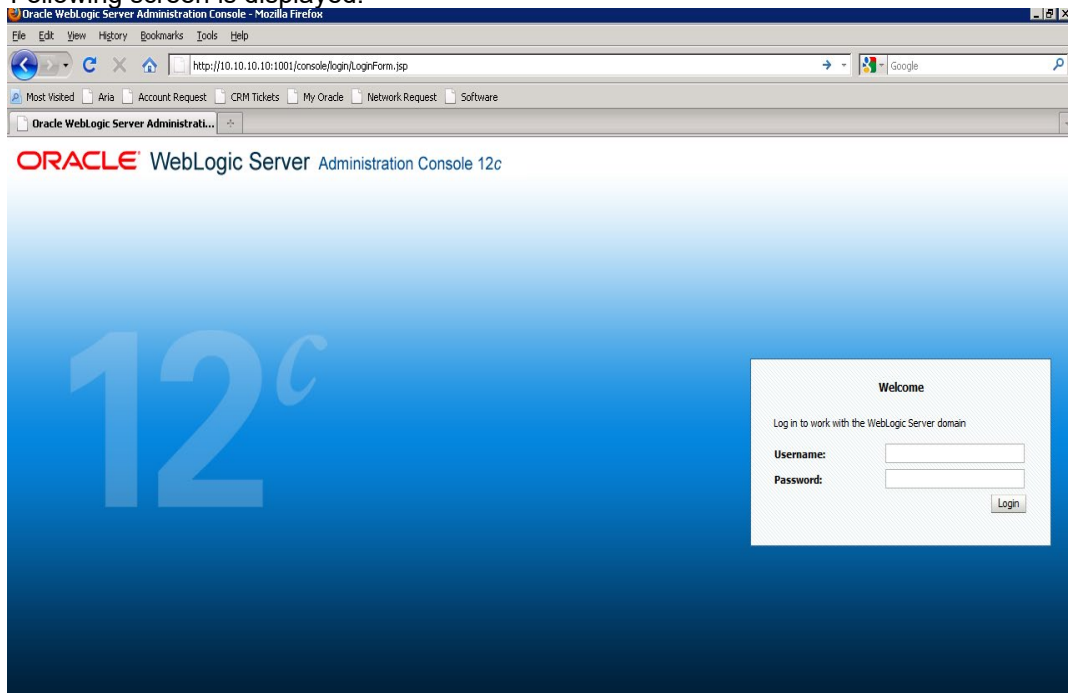 Following screen is displayed:
Oracle WebLogic Server Administration Console - Mozilla Firefox
File Edit View History Bookmarks Tools Help
http://10.10.10.10:1001/console/login/LoginForm.jsp
Google
Most Visited Aria Account Request CRM Tickets My Oracle Network Request Software
Oracle WebLogic Server Administrati...
ORACLE WebLogic Server Administration Console 12c
12c
Welcome
Log in to work with the WebLogic Server domain
Username:
Password:
Login